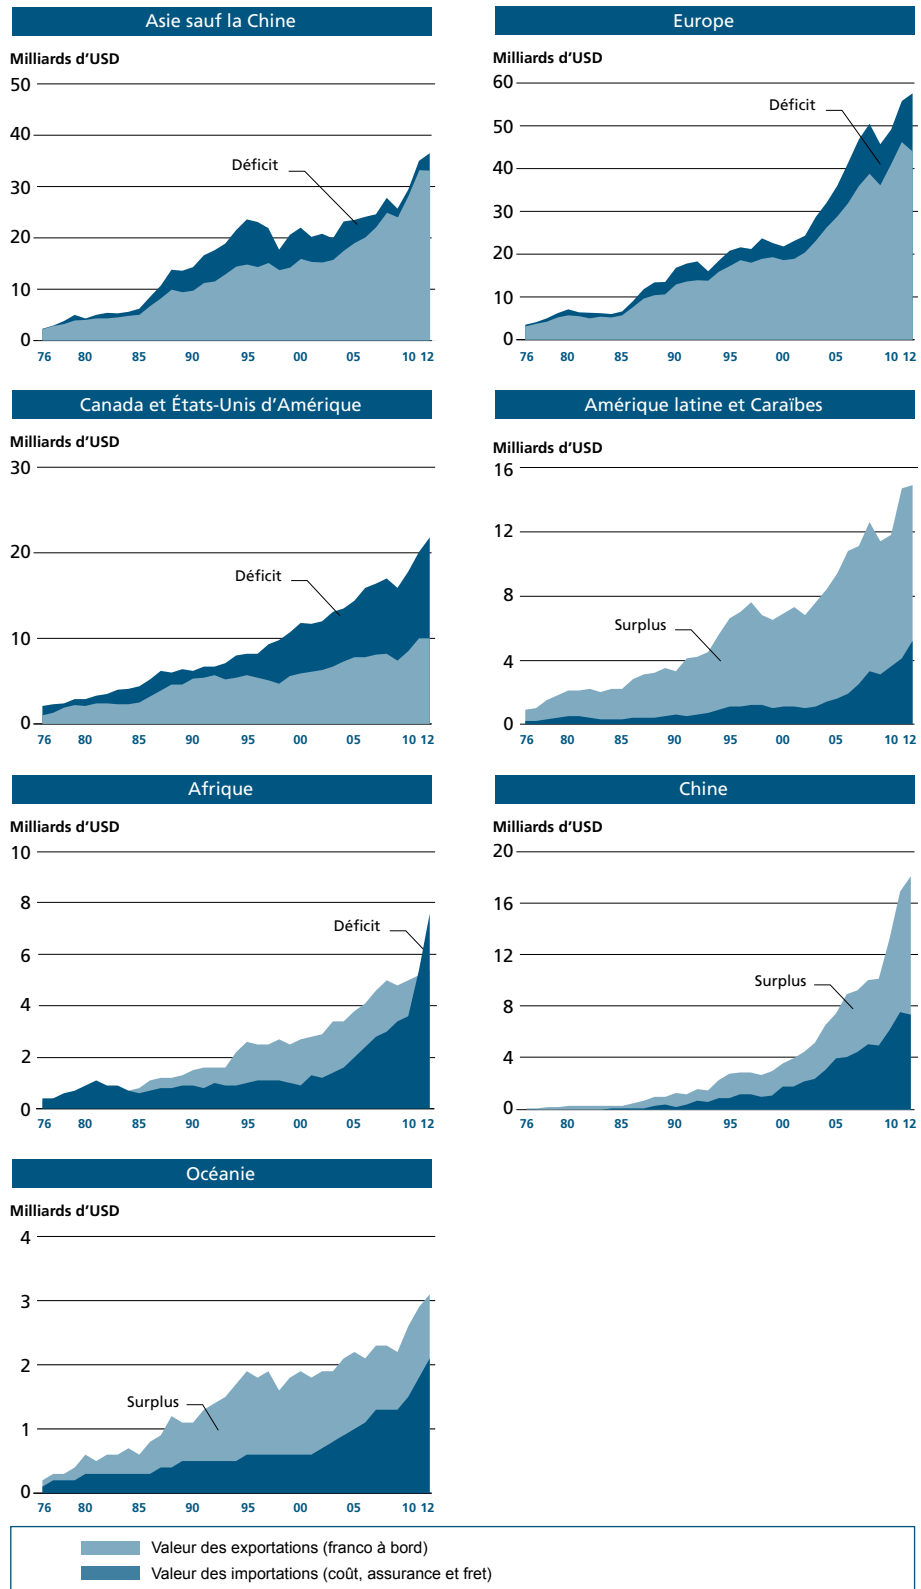 Asie sauf la Chine
Milliards d'USD
50
40
30
20
10
0
Déficit
76 80 85 90 95 00 05 10 12
Europe
Milliards d'USD
60
50
40
30
20
10
0
Déficit
76 80 85 90 95 00 05 10 12
Canada et États-Unis d'Amérique
Milliards d'USD
30
20
10
0
Déficit
76 80 85 90 95 00 05 10 12
Amérique latine et Caraïbes
Milliards d'USD
16
12
8
4
0
Surplus
76 80 85 90 95 00 05 10 12
Afrique
Milliards d'USD
10
8
6
4
2
0
Déficit
76 80 85 90 95 00 05 10 12
Chine
Milliards d'USD
20
16
12
8
4
0
Surplus
76 80 85 90 95 00 05 10 12
Océanie
Milliards d'USD
4
3
2
1
0
Surplus
76 80 85 90 95 00 05 10 12
Valeur des exportations (franco à bord)
Valeur des importations (coût, assurance et fret)